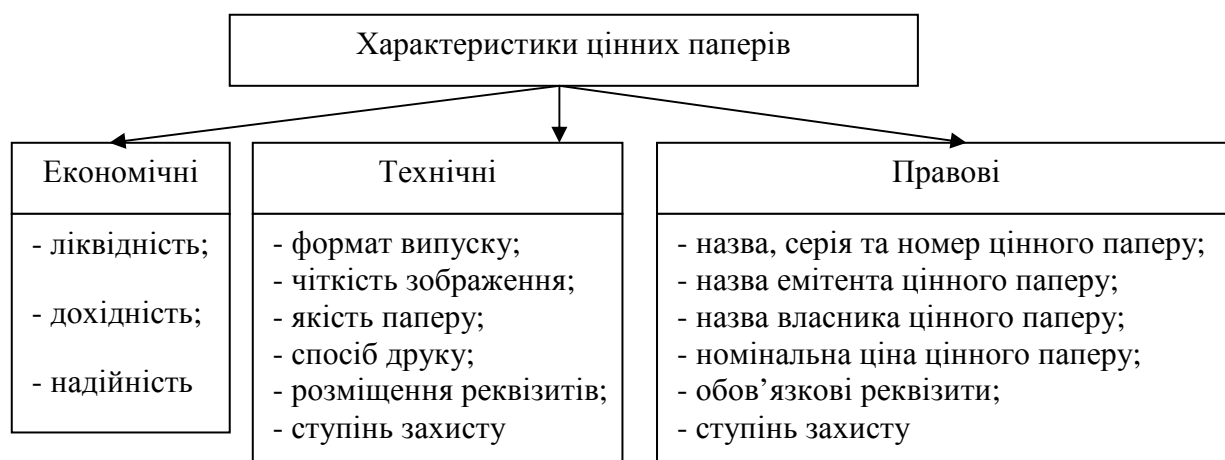 Характеристики цінних паперів
Економічні
- ліквідність;
- дохідність;
- надійність
Технічні
- формат випуску;
- чіткість зображення;
- якість паперу;
- спосіб друку;
- розміщення реквізитів;
- ступінь захисту
Правові
- назва, серія та номер цінного паперу;
- назва емітента цінного паперу;
- назва власника цінного паперу;
- номінальна ціна цінного паперу;
- обов’язкові реквізити;
- ступінь захисту